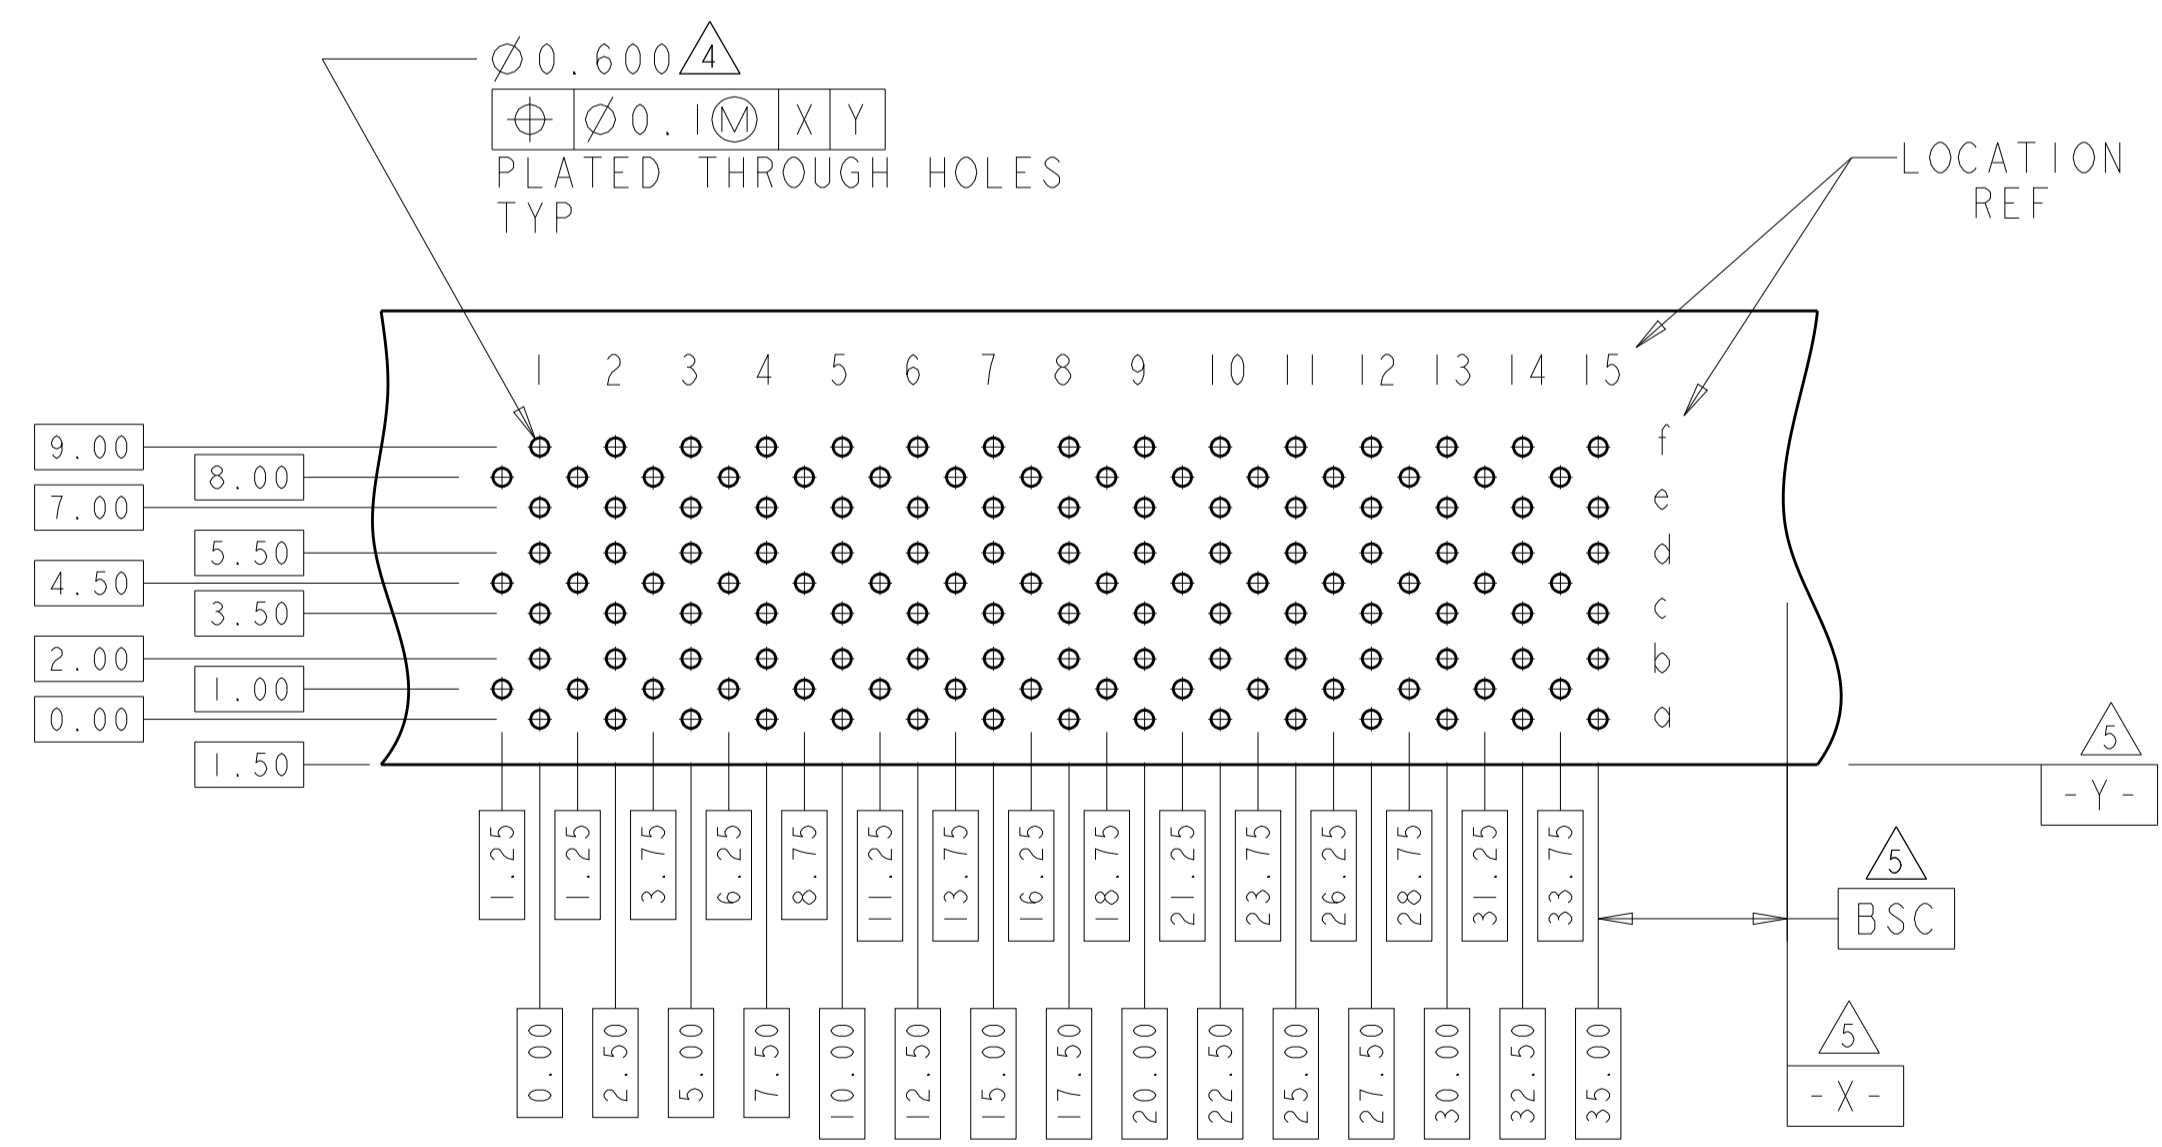 Ø0.600 4
⌖ Ø0.1Ⓜ X Y
PLATED THROUGH HOLES
TYP
LOCATION
REF
1 2 3 4 5 6 7 8 9 10 11 12 13 14 15
9.00
f
8.00
7.00
e
5.50
d
4.50
3.50
c
2.00
b
1.00
0.00
a
1.50
5
-Y-
1.25 1.25 3.75 6.25 8.75 11.25 13.75 16.25 18.75 21.25 23.75 26.25 28.75 31.25 33.75
5
BSC
0.00 2.50 5.00 7.50 10.00 12.50 15.00 17.50 20.00 22.50 25.00 27.50 30.00 32.50 35.00
5
-X-